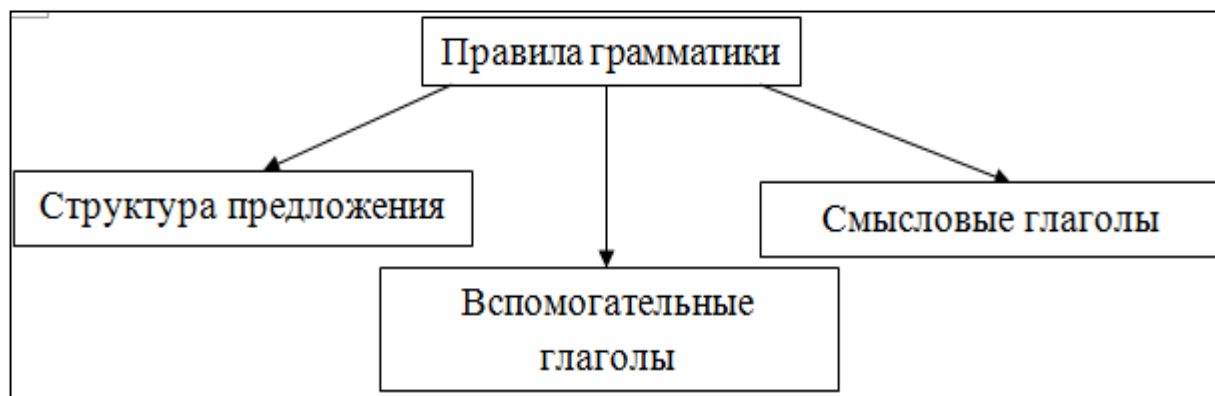 Правила грамматики
Структура предложения
Смысловые глаголы
Вспомогательные
глаголы